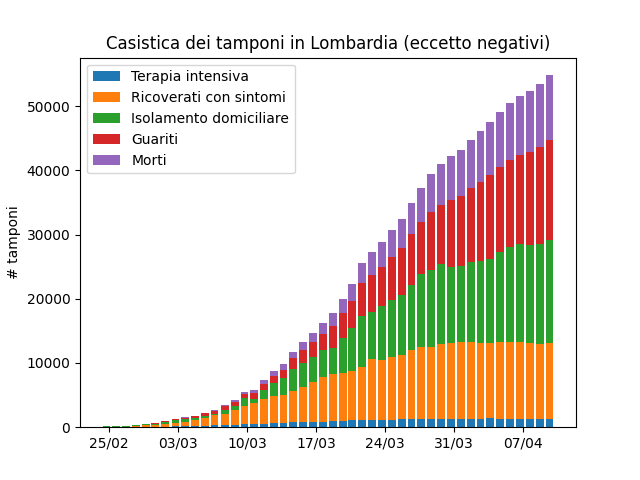 Casistica dei tamponi in Lombardia (eccetto negativi)
Terapia intensiva
Ricoverati con sintomi
Isolamento domiciliare
Guariti
Morti
# tamponi
50000
40000
30000
20000
10000
0
25/02 03/03 10/03 17/03 24/03 31/03 07/04